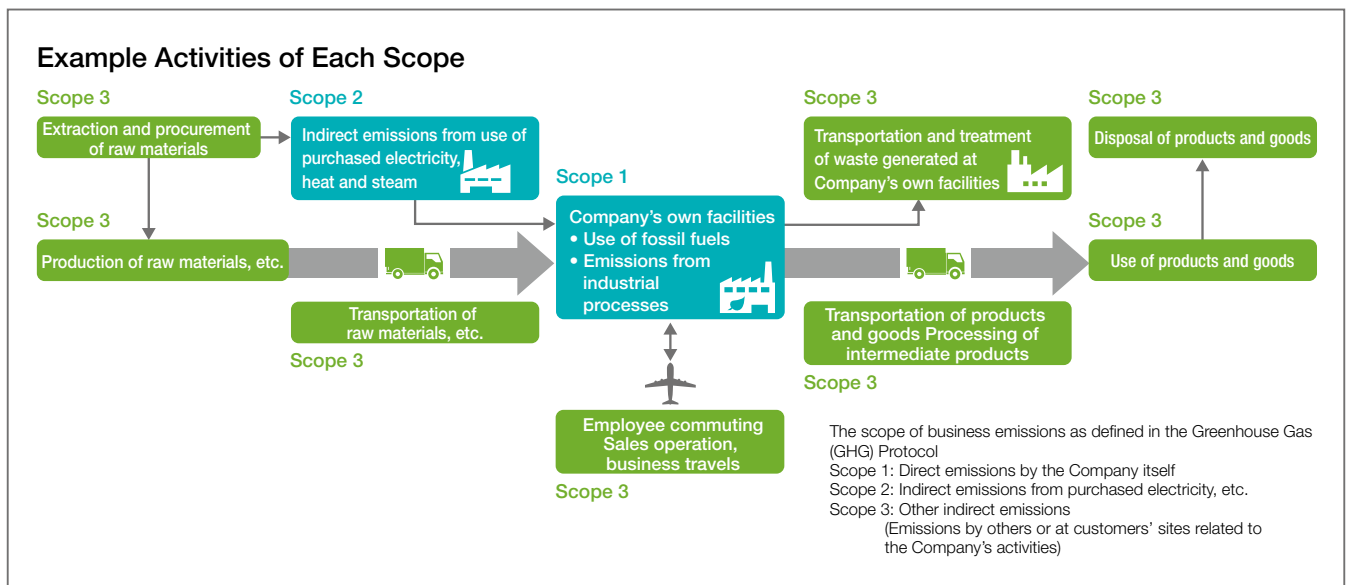 Example Activities of Each Scope
Scope 3
Extraction and procurement
of raw materials
Scope 2
Indirect emissions from use of
purchased electricity,
heat and steam
Scope 3
Production of raw materials, etc.
Transportation of
raw materials, etc.
Scope 3
Scope 1
Company's own facilities
• Use of fossil fuels
• Emissions from
industrial
processes
Employee commuting
Sales operation,
business travels
Scope 3
Scope 3
Transportation and treatment
of waste generated at
Company's own facilities
Transportation of products
and goods Processing of
intermediate products
Scope 3
Scope 3
Disposal of products and goods
Scope 3
Use of products and goods
The scope of business emissions as defined in the Greenhouse Gas
(GHG) Protocol
Scope 1: Direct emissions by the Company itself
Scope 2: Indirect emissions from purchased electricity, etc.
Scope 3: Other indirect emissions
(Emissions by others or at customers' sites related to
the Company's activities)